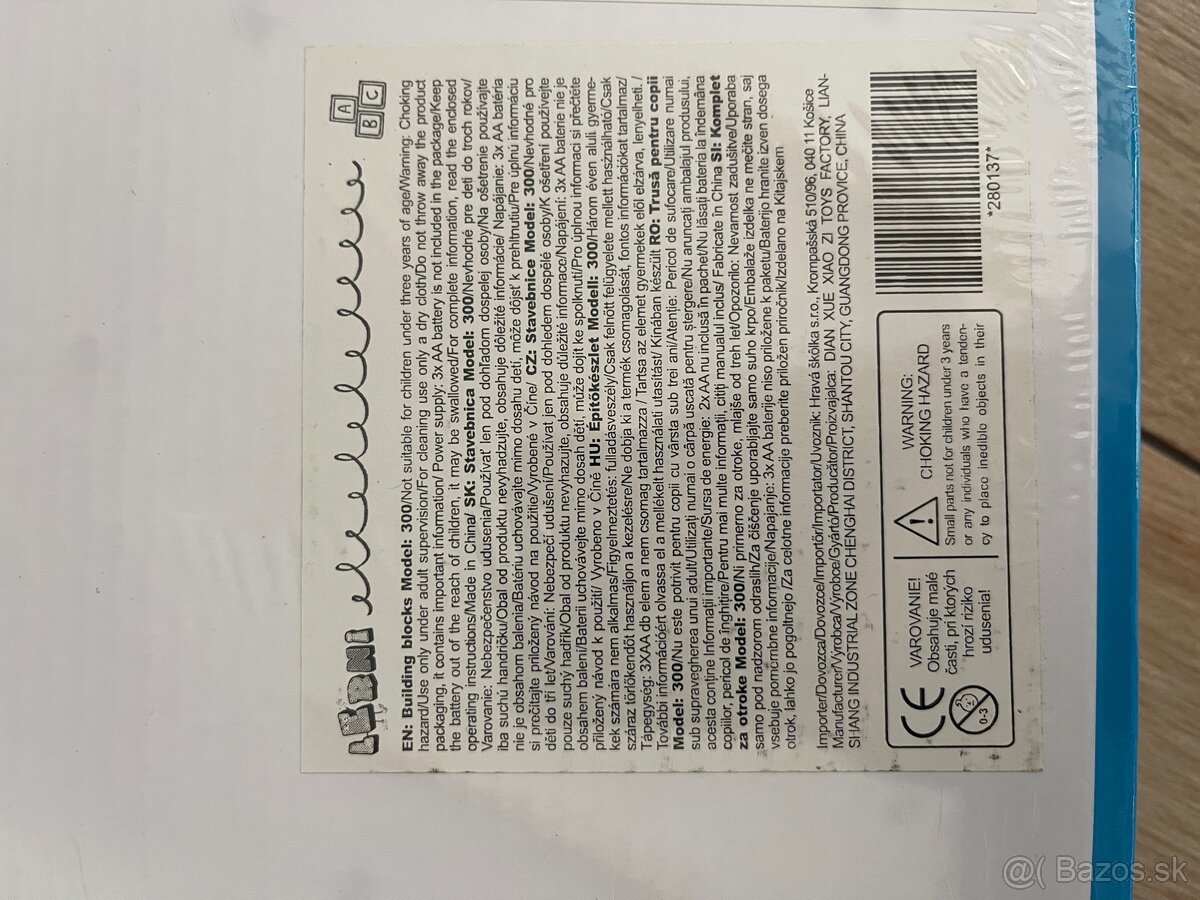 LERNI
A
B C
EN: Building blocks Model: 300/Not suitable for children under three years of age/Warning: Choking
hazard/Use only under adult supervision/For cleaning use only a dry cloth/Do not throw away the product
packaging, it contains important information/ Power supply: 3x AA battery is not included in the package/Keep
the battery out of the reach of children, it may be swallowed/For complete information, read the enclosed
operating instructions/Made in China/ SK: Stavebnica Model: 300/Nevhodné pre deti do troch rokov/
Varovanie: Nebezpečenstvo udusenia/Používať len pod dohľadom dospelej osoby/Na ošetrenie používajte
iba suchú handričku/Obal od produktu nevyhadzujte, obsahuje dôležité informácie/ Napájanie: 3x AA batéria
nie je obsahom balenia/Batériu uchovávajte mimo dosahu detí, môže dôjsť k prehltnutiu/Pre úplnú informáciu
si prečítajte priložený návod na použitie/Vyrobené v Číne/ CZ: Stavebnice Model: 300/Nevhodné pro
děti do tří let/Varování: Nebezpečí udušení/Používat jen pod dohledem dospělé osoby/K ošetření používejte
pouze suchý hadřík/Obal od produktu nevyhazujte, obsahuje důležité informace/Napájení: 3x AA baterie nie je
obsahem balení/Baterii uchovávejte mimo dosah dětí, může dojít ke spolknutí/Pro úplnou informaci si prečtěte
přiložený návod k použití/ Vyrobeno v Číně HU: Építőkészlet Modell: 300/Három éven aluli gyerme-
kek számára nem alkalmas/Figyelmeztetés: fulladásveszély/Csak felnőtt felügyelete mellett használható/Csak
száraz törlőkendőt használjon a kezelésre/Ne dobja ki a termék csomagolását, fontos információkat tartalmaz/
Tápegység: 3XAA db elem a nem csomag tartalmazza / Tartsa az elemet gyermekek elől elzárva, lenyelheti. /
További információért olvassa el a mellékelt használati utasítást/ Kínában készült RO: Trusă pentru copii
Model: 300/Nu este potrivit pentru copii cu vârsta sub trei ani/Atenție: Pericol de sufocare/Utilizare numai
sub supravegherea unui adult/Utilizați numai o cârpă uscată pentru ștergere/Nu aruncați ambalajul produsului,
acesta conține Informații importante/Sursa de energie: 2x AA nu inclusă în pachet/Nu lăsați bateria la îndemâna
copiilor, pericol de înghițire/Pentru mai multe informații, citiți manualul inclus/ Fabricate în China SI: Komplet
za otroke Model: 300/Ni primerno za otroke, mlajše od treh let/Opozorilo: Nevarnost zadušitve/Uporaba
samo pod nadzorom odraslih/Za čiščenje uporabljajte samo suho krpo/Embalaže izdelka ne mečite stran, saj
vsebuje pomembne informacije/Napajanje: 3x AA baterije niso priložene k paketu/Baterijo hranite izven dosega
otrok, lahko jo pogoltnejo /Za celotne informacije preberite priložen priročnik/Izdelano na Kitajskem
Importer/Dovozca/Dovozce/Importőr/Importator/Uvoznik: Hravá škôlka s.r.o., Krompašská 510/96, 040 11 Košice
Manufacturer/Výrobca/Výrobce/Gyártó/Producător/Proizvajalca: DIAN XUE XIAO ZI TOYS FACTORY, LIAN-
SHANG INDUSTRIAL ZONE CHENGHAI DISTRICT, SHANTOU CITY, GUANGDONG PROVICE, CHINA
CE
0-3
VAROVANIE!
Obsahuje malé
časti, pri ktorých
hrozí riziko
udusenia!
WARNING:
CHOKING HAZARD
Small parts not for children under 3 years
or any individuals who have a tenden-
cy to placo inedible objects in their
*280137*
@( Bazos.sk